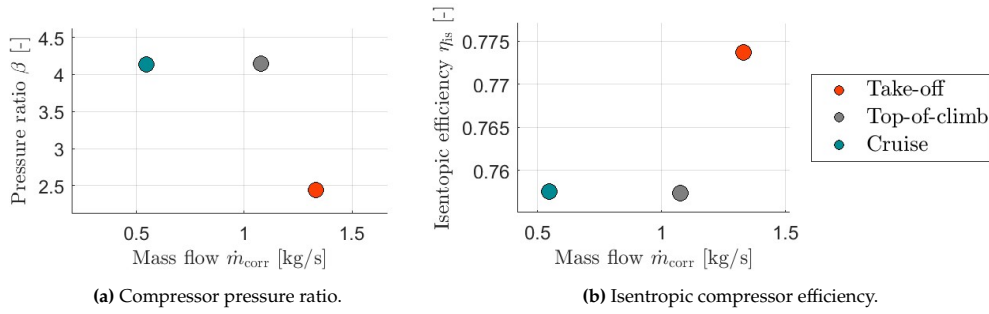 Pressure ratio β [-]
4.5
4
3.5
3
2.5
0.5
1
1.5
Mass flow ṁcorr [kg/s]
(a) Compressor pressure ratio.
Isentopic efficiency ηis [-]
0.775
0.77
0.765
0.76
0.5
1
1.5
Mass flow ṁcorr [kg/s]
(b) Isentropic compressor efficiency.
Take-off
Top-of-climb
Cruise